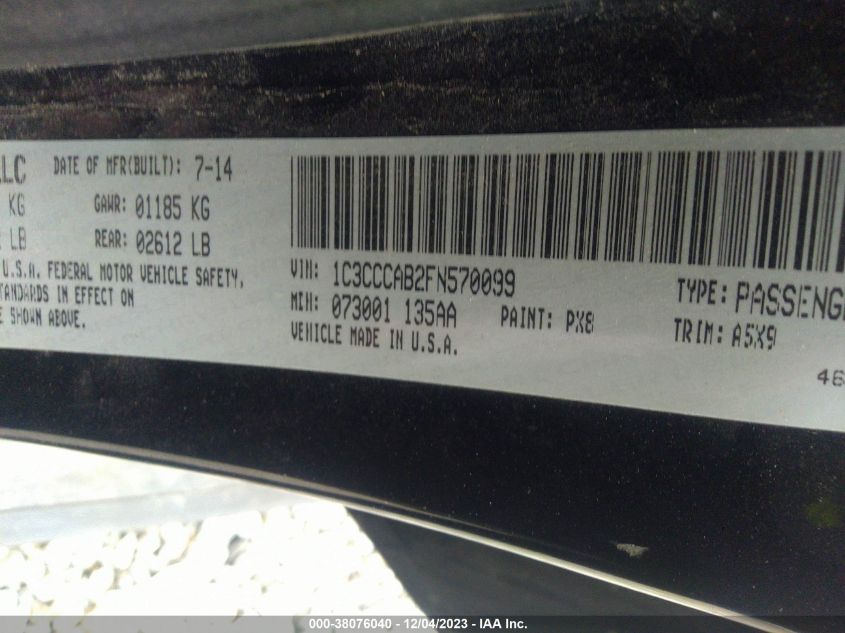 LLC DATE OF MFR(BUILT): 7-14
KG GAWR: 01185 KG
LB REAR: 02612 LB
U.S.A. FEDERAL MOTOR VEHICLE SAFETY,
STANDARDS IN EFFECT ON
SHOWN ABOVE.
VIN: 1C3CCCAB2FN570099
TYPE: PASSENG
MDH: 073001 135AA PAINT: PX8
TRIM: A5X9
VEHICLE MADE IN U.S.A.
46
000-38076040 - 12/04/2023 - IAA Inc.